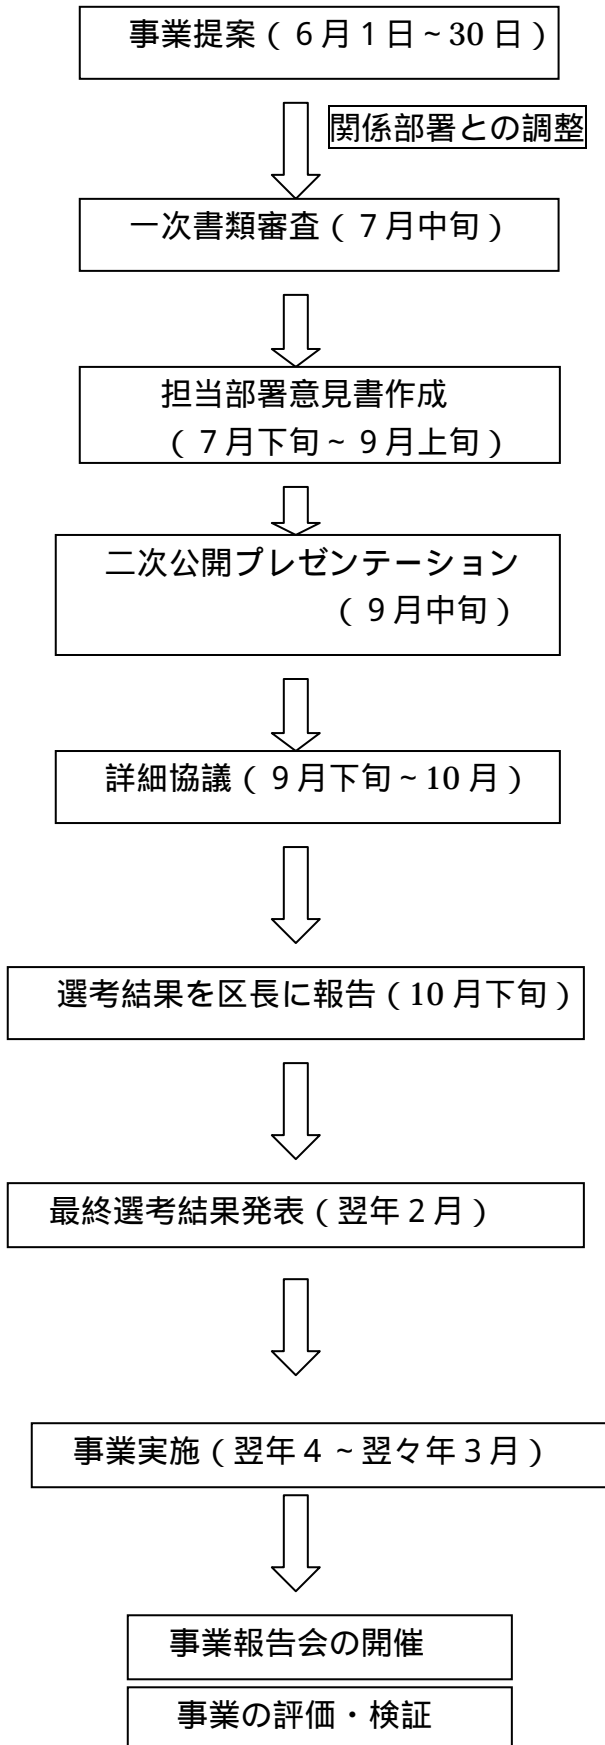 事業提案（６月１日~30日）
関係部署との調整
一次書類審査（７月中旬）
担当部署意見書作成
（７月下旬~９月上旬）
二次公開プレゼンテーション
（９月中旬）
詳細協議（９月下旬~10月）
選考結果を区長に報告（10月下旬）
最終選考結果発表（翌年２月）
事業実施（翌年４~翌々年３月）
事業報告会の開催
事業の評価・検証